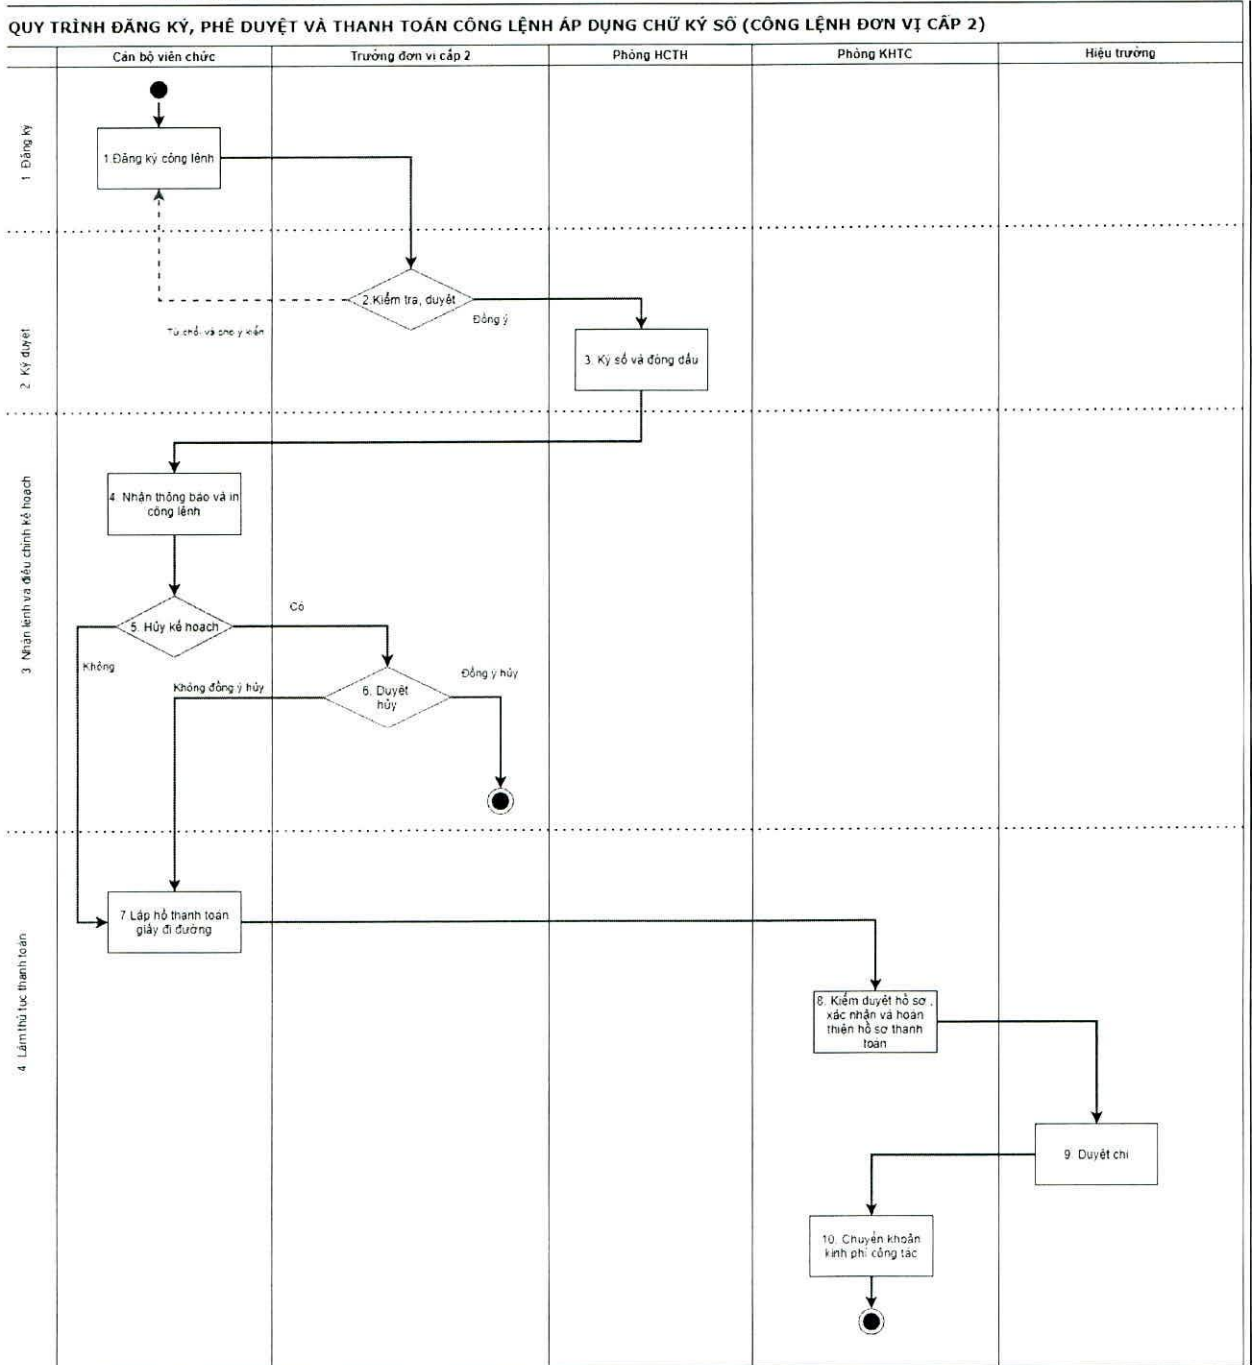 QUY TRÌNH ĐĂNG KÝ, PHÊ DUYỆT VÀ THANH TOÁN CÔNG LỆNH ÁP DỤNG CHỮ KÝ SỐ (CÔNG LỆNH ĐƠN VỊ CẤP 2)
Cán bộ viên chức
Trưởng đơn vị cấp 2
Phòng HCTH
Phòng KHTC
Hiệu trưởng
1 Đăng ký
1.Đăng ký công lệnh
2 Ký duyệt
2.Kiểm tra, duyệt
Từ chối và cho ý kiến
Đồng ý
3. Ký số và đóng dấu
3 Nhận lệnh và điều chỉnh kế hoạch
4. Nhận thông báo và in
công lệnh
5. Hủy kế hoạch
Có
Không
6. Duyệt
hủy
Không đồng ý hủy
Đồng ý hủy
4 Làm thủ tục thanh toán
7 Lập hồ thanh toán
giấy đi đường
8. Kiểm duyệt hồ sơ ,
xác nhận và hoàn
thiện hồ sơ thanh
toán
9. Duyệt chi
10. Chuyển khoản
kinh phí công tác